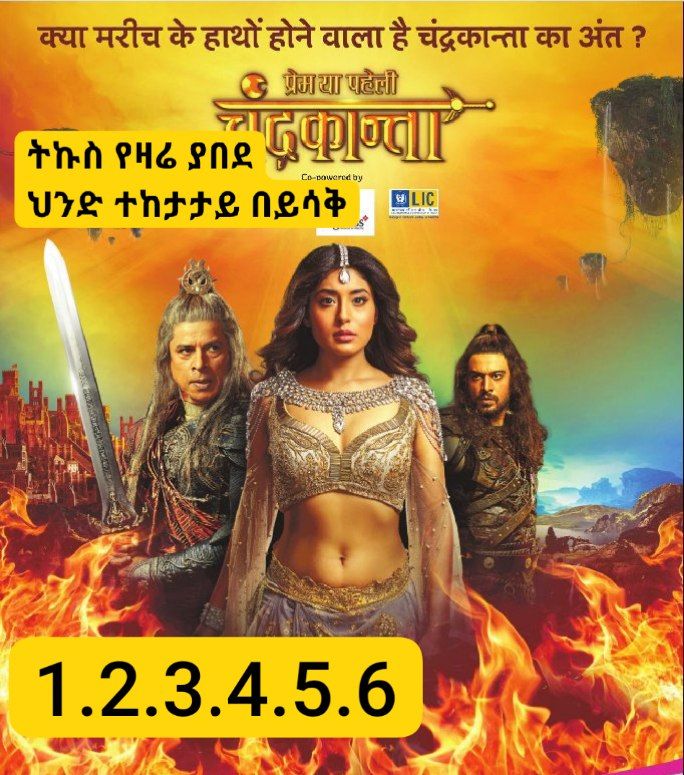 क्या मरीच के हाथों होने वाला है चंद्रकान्ता का अंत ?
प्रेम या पहेली
चंद्रकान्ता
ትኩስ የዛሬ ያበደ
Co-powered by
ህንድ ተከታታይ በይሳቅ
LIC
1.2.3.4.5.6